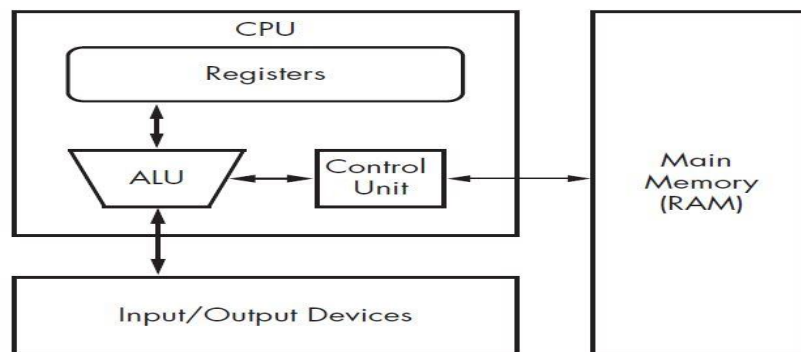 CPU
Registers
ALU
Control
Unit
Main
Memory
(RAM)
Input/Output Devices